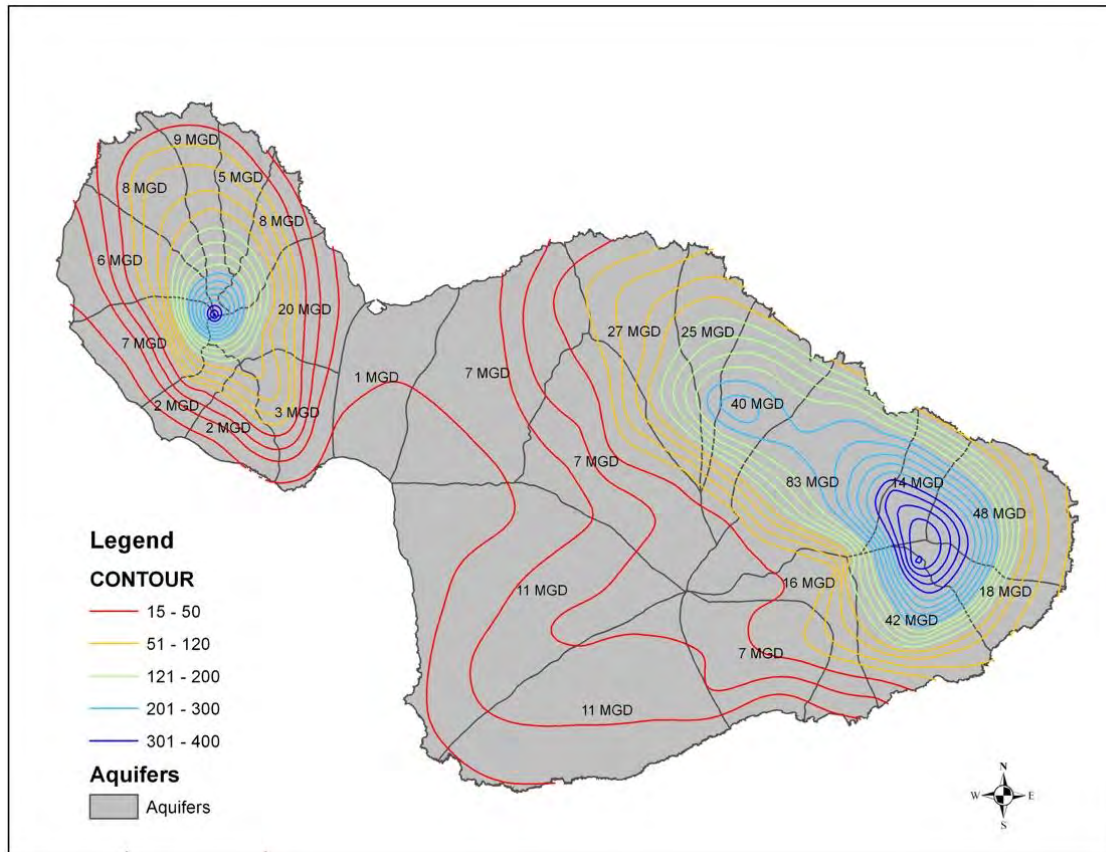 9 MGD
5 MGD
8 MGD
8 MGD
6 MGD
20 MGD
7 MGD
2 MGD
2 MGD
3 MGD
1 MGD
7 MGD
7 MGD
27 MGD
25 MGD
40 MGD
83 MGD
14 MGD
48 MGD
16 MGD
18 MGD
42 MGD
11 MGD
7 MGD
11 MGD
Legend
CONTOUR
15 - 50
51 - 120
121 - 200
201 - 300
301 - 400
Aquifers
Aquifers
N
W E
S